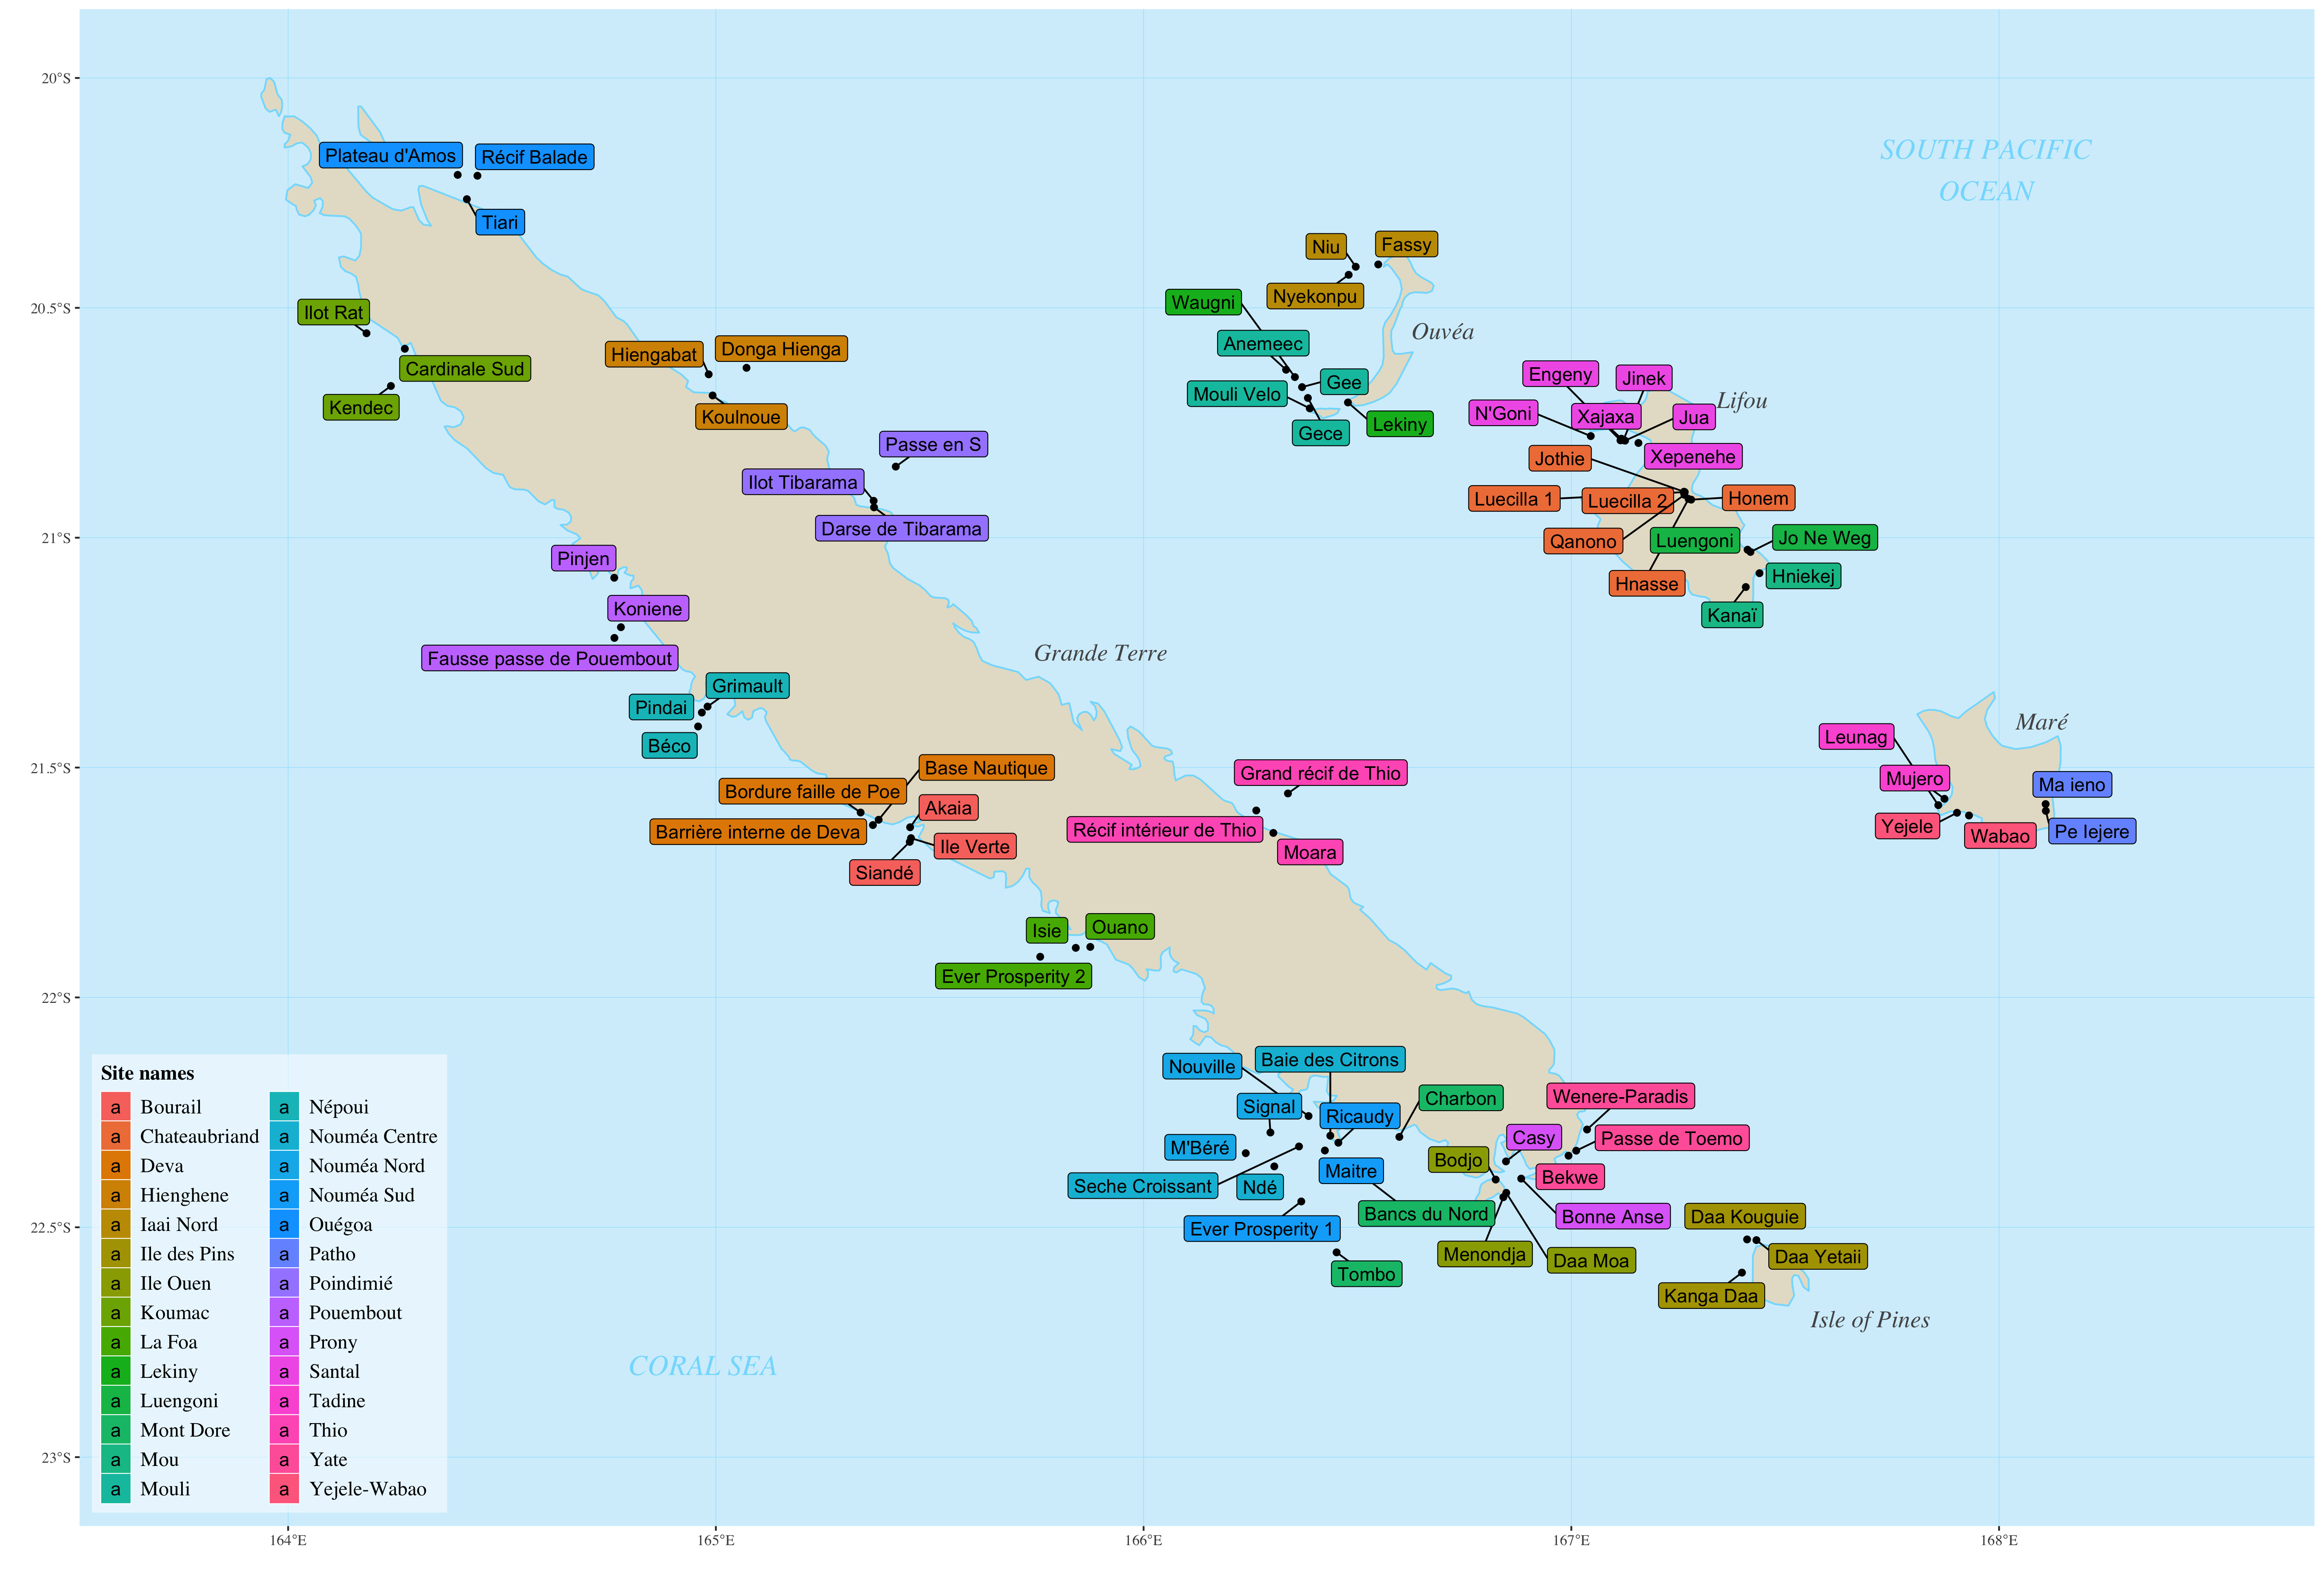 20°S
20.5°S
21°S
21.5°S
22°S
22.5°S
23°S
164°E
165°E
166°E
167°E
168°E
SOUTH PACIFIC
OCEAN
Plateau d'Amos
Récif Balade
Tiari
Niu
Fassy
Nyekonpu
Waugni
Ouvéa
Anemeec
Gee
Mouli Velo
Gece
Lekiny
Ilot Rat
Cardinale Sud
Kendec
Hiengabat
Donga Hienga
Koulnoue
Passe en S
Ilot Tibarama
Darse de Tibarama
Engeny
Jinek
Lifou
N'Goni
Xajaxa
Jua
Jothie
Xepenehe
Luecilla 1
Luecilla 2
Honem
Qanono
Luengoni
Jo Ne Weg
Hnasse
Hniekej
Kanaï
Pinjen
Koniene
Fausse passe de Pouembout
Grande Terre
Grimault
Pindai
Béco
Leunag
Maré
Mujero
Ma ieno
Yejele
Wabao
Pe lejere
Base Nautique
Bordure faille de Poe
Akaia
Barrière interne de Deva
Ile Verte
Siandé
Grand récif de Thio
Récif intérieur de Thio
Moara
Isie
Ouano
Ever Prosperity 2
Nouville
Baie des Citrons
Signal
Ricaudy
Charbon
Wenere-Paradis
M'Béré
Casy
Passe de Toemo
Bodjo
Maitre
Bekwe
Seche Croissant
Ndé
Bancs du Nord
Bonne Anse
Daa Kouguie
Ever Prosperity 1
Menondja
Daa Moa
Daa Yetaii
Tombo
Kanga Daa
Isle of Pines
CORAL SEA
Site names
a Bourail
a Chateaubriand
a Deva
a Hienghene
a Iaai Nord
a Ile des Pins
a Ile Ouen
a Koumac
a La Foa
a Lekiny
a Luengoni
a Mont Dore
a Mou
a Mouli
a Népoui
a Nouméa Centre
a Nouméa Nord
a Nouméa Sud
a Ouégoa
a Patho
a Poindimié
a Pouembout
a Prony
a Santal
a Tadine
a Thio
a Yate
a Yejele-Wabao